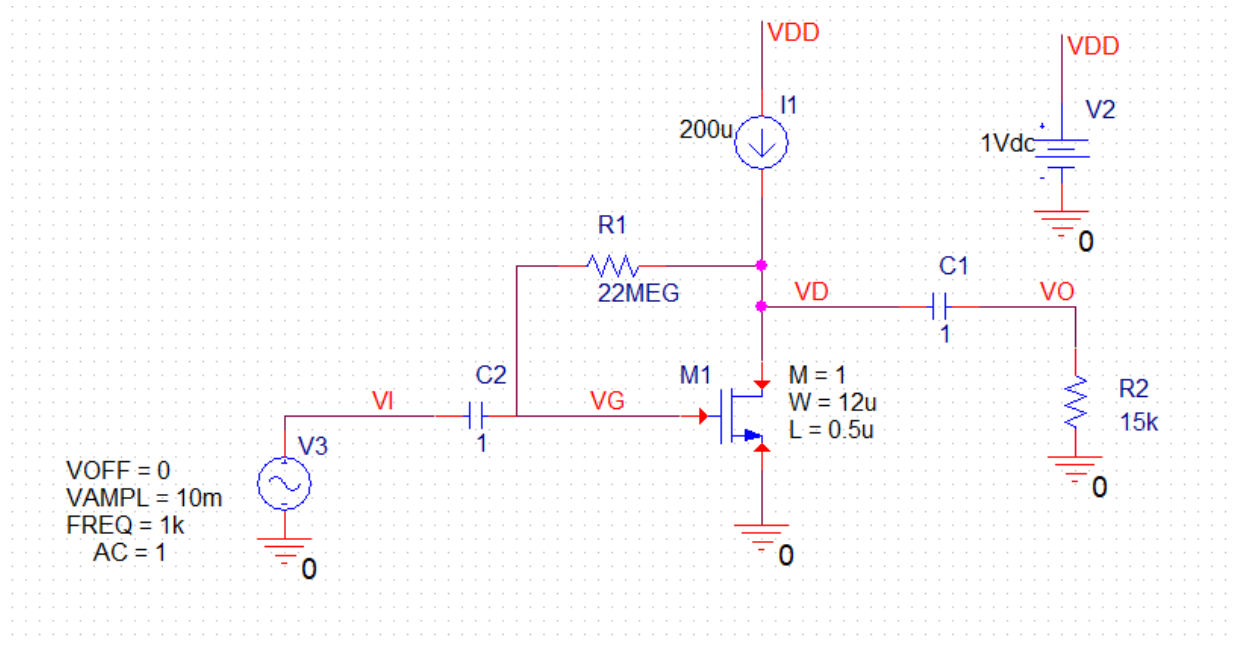 VDD
VDD
I1
V2
200u
1Vdc
+
-
0
R1
22MEG
C1
VD
VO
1
C2
M1
M = 1
W = 12u
L = 0.5u
R2
15k
VI
VG
1
V3
VOFF = 0
VAMPL = 10m
FREQ = 1k
AC = 1
0
0
0